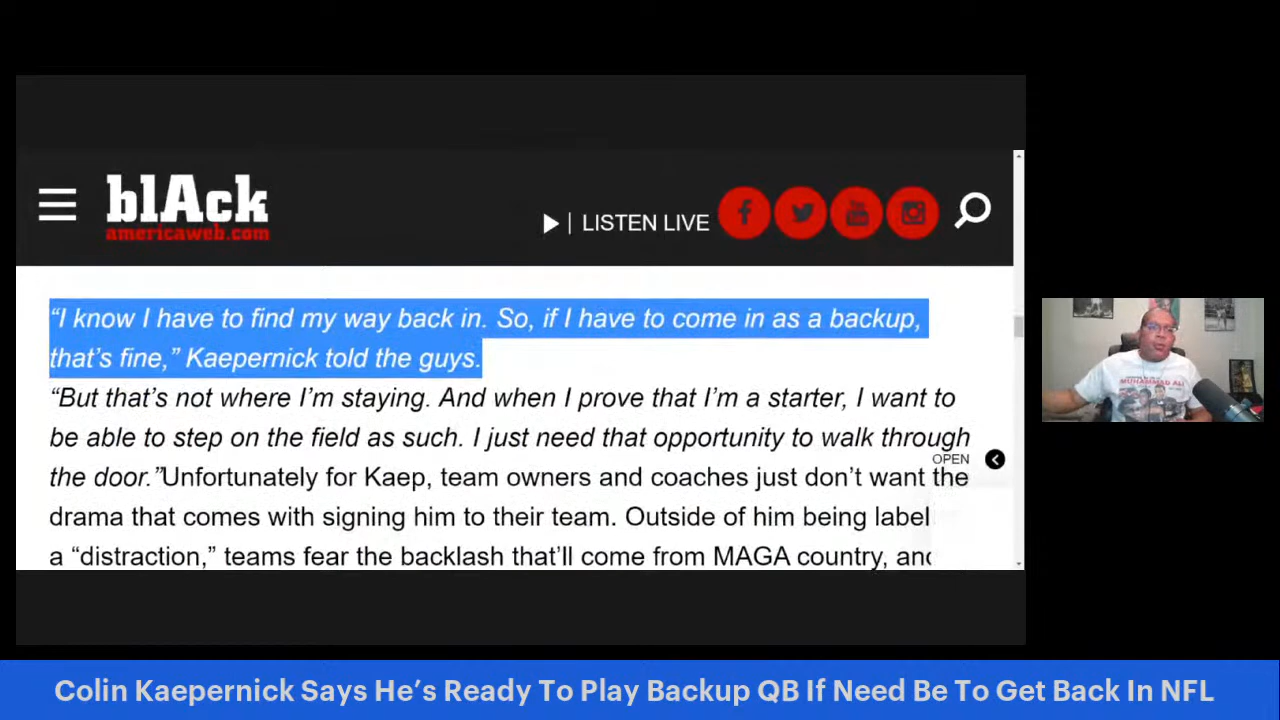 blAck
americaweb.com
LISTEN LIVE
“I know I have to find my way back in. So, if I have to come in as a backup,
that’s fine,” Kaepernick told the guys.
“But that’s not where I’m staying. And when I prove that I’m a starter, I want to
be able to step on the field as such. I just need that opportunity to walk through
OPEN
the door.”Unfortunately for Kaep, team owners and coaches just don’t want the
drama that comes with signing him to their team. Outside of him being label
a “distraction,” teams fear the backlash that’ll come from MAGA country, and
MUHAMMAD ALI
Colin Kaepernick Says He’s Ready To Play Backup QB If Need Be To Get Back In NFL